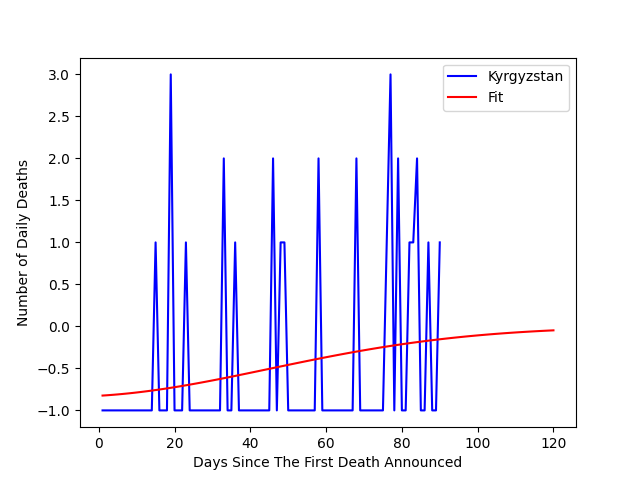 Kyrgyzstan
Fit
3.0
2.5
2.0
1.5
1.0
0.5
0.0
−0.5
−1.0
Number of Daily Deaths
0 20 40 60 80 100 120
Days Since The First Death Announced